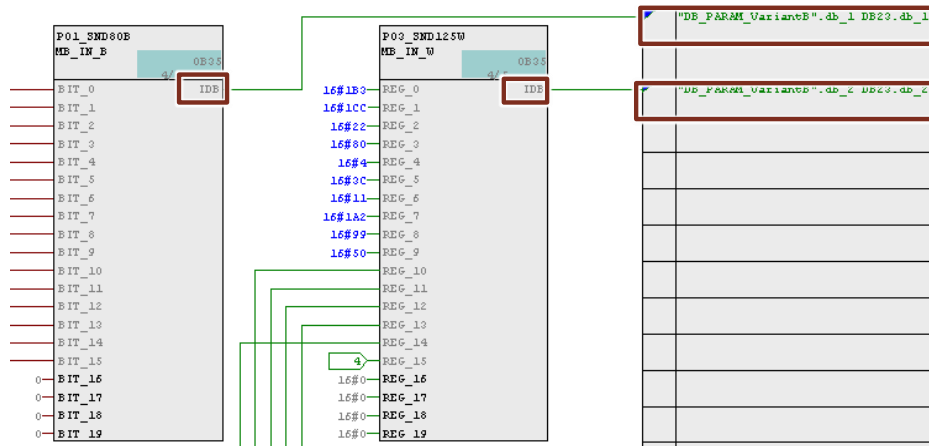 P01_SND80B
MB_IN_B
OB35
4/
IDB
BIT_0
BIT_1
BIT_2
BIT_3
BIT_4
BIT_5
BIT_6
BIT_7
BIT_8
BIT_9
BIT_10
BIT_11
BIT_12
BIT_13
BIT_14
BIT_15
0 BIT_16
0 BIT_17
0 BIT_18
0 BIT_19
P03_SND125W
MB_IN_W
OB35
4/
IDB
16#1B3 REG_0
16#1CC REG_1
16#22 REG_2
16#80 REG_3
16#4 REG_4
16#3C REG_5
16#11 REG_6
16#1A2 REG_7
16#99 REG_8
16#50 REG_9
REG_10
REG_11
REG_12
REG_13
REG_14
4 REG_15
16#0 REG_16
16#0 REG_17
16#0 REG_18
16#0 REG_19
"DB_PARAM_VariantB".db_1 DB23.db_1
"DB_PARAM_VariantB".db_2 DB23.db_2